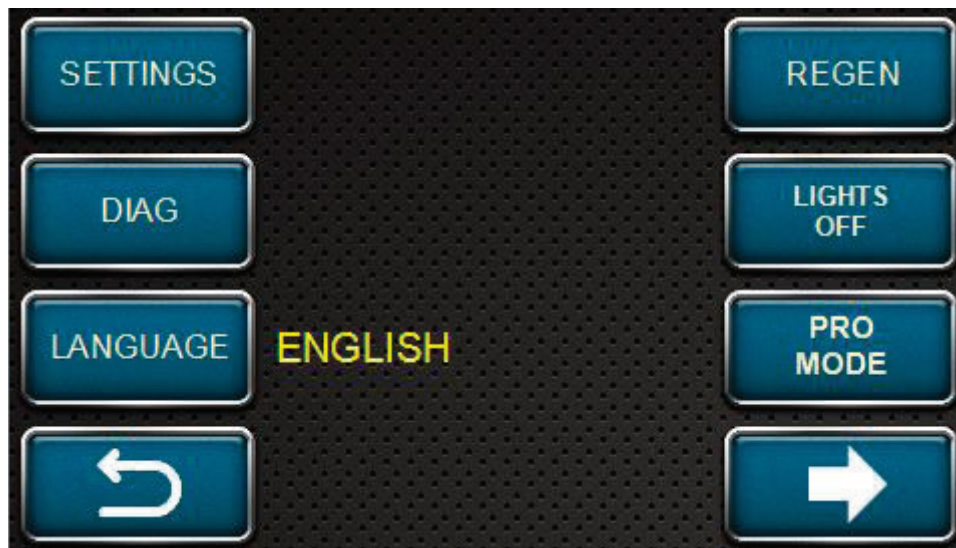 SETTINGS
REGEN
DIAG
LIGHTS
OFF
LANGUAGE
ENGLISH
PRO
MODE